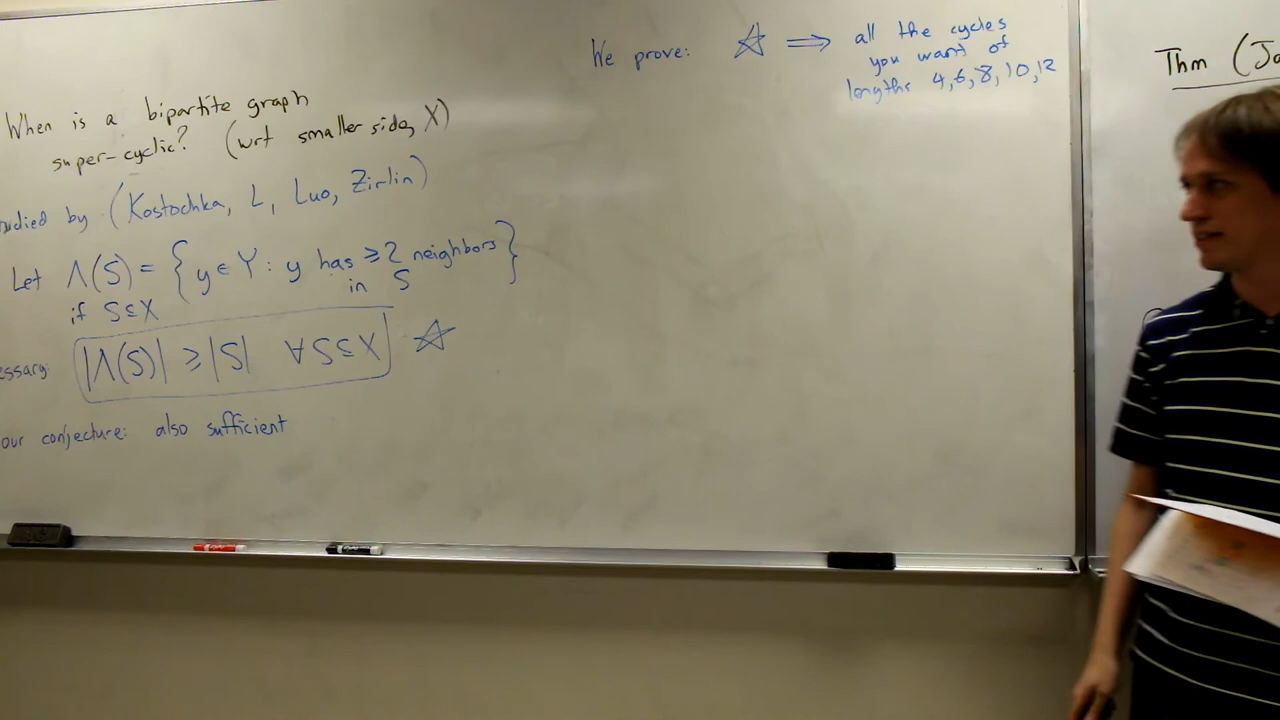 When is a bipartite graph
super-cyclic? (wrt smaller side, X)
studied by (Kostochka, L, Luo, Zirlin)
Let Λ(S) = { y ∈ Y : y has ≥ 2 neighbors in S }
if S ⊆ X
|Λ(S)| ≥ |S| ∀ S ⊆ X ☆
our conjecture: also sufficient
We prove: ☆ ⟹ all the cycles
you want of
lengths 4, 6, 8, 10, 12
Thm (Ja